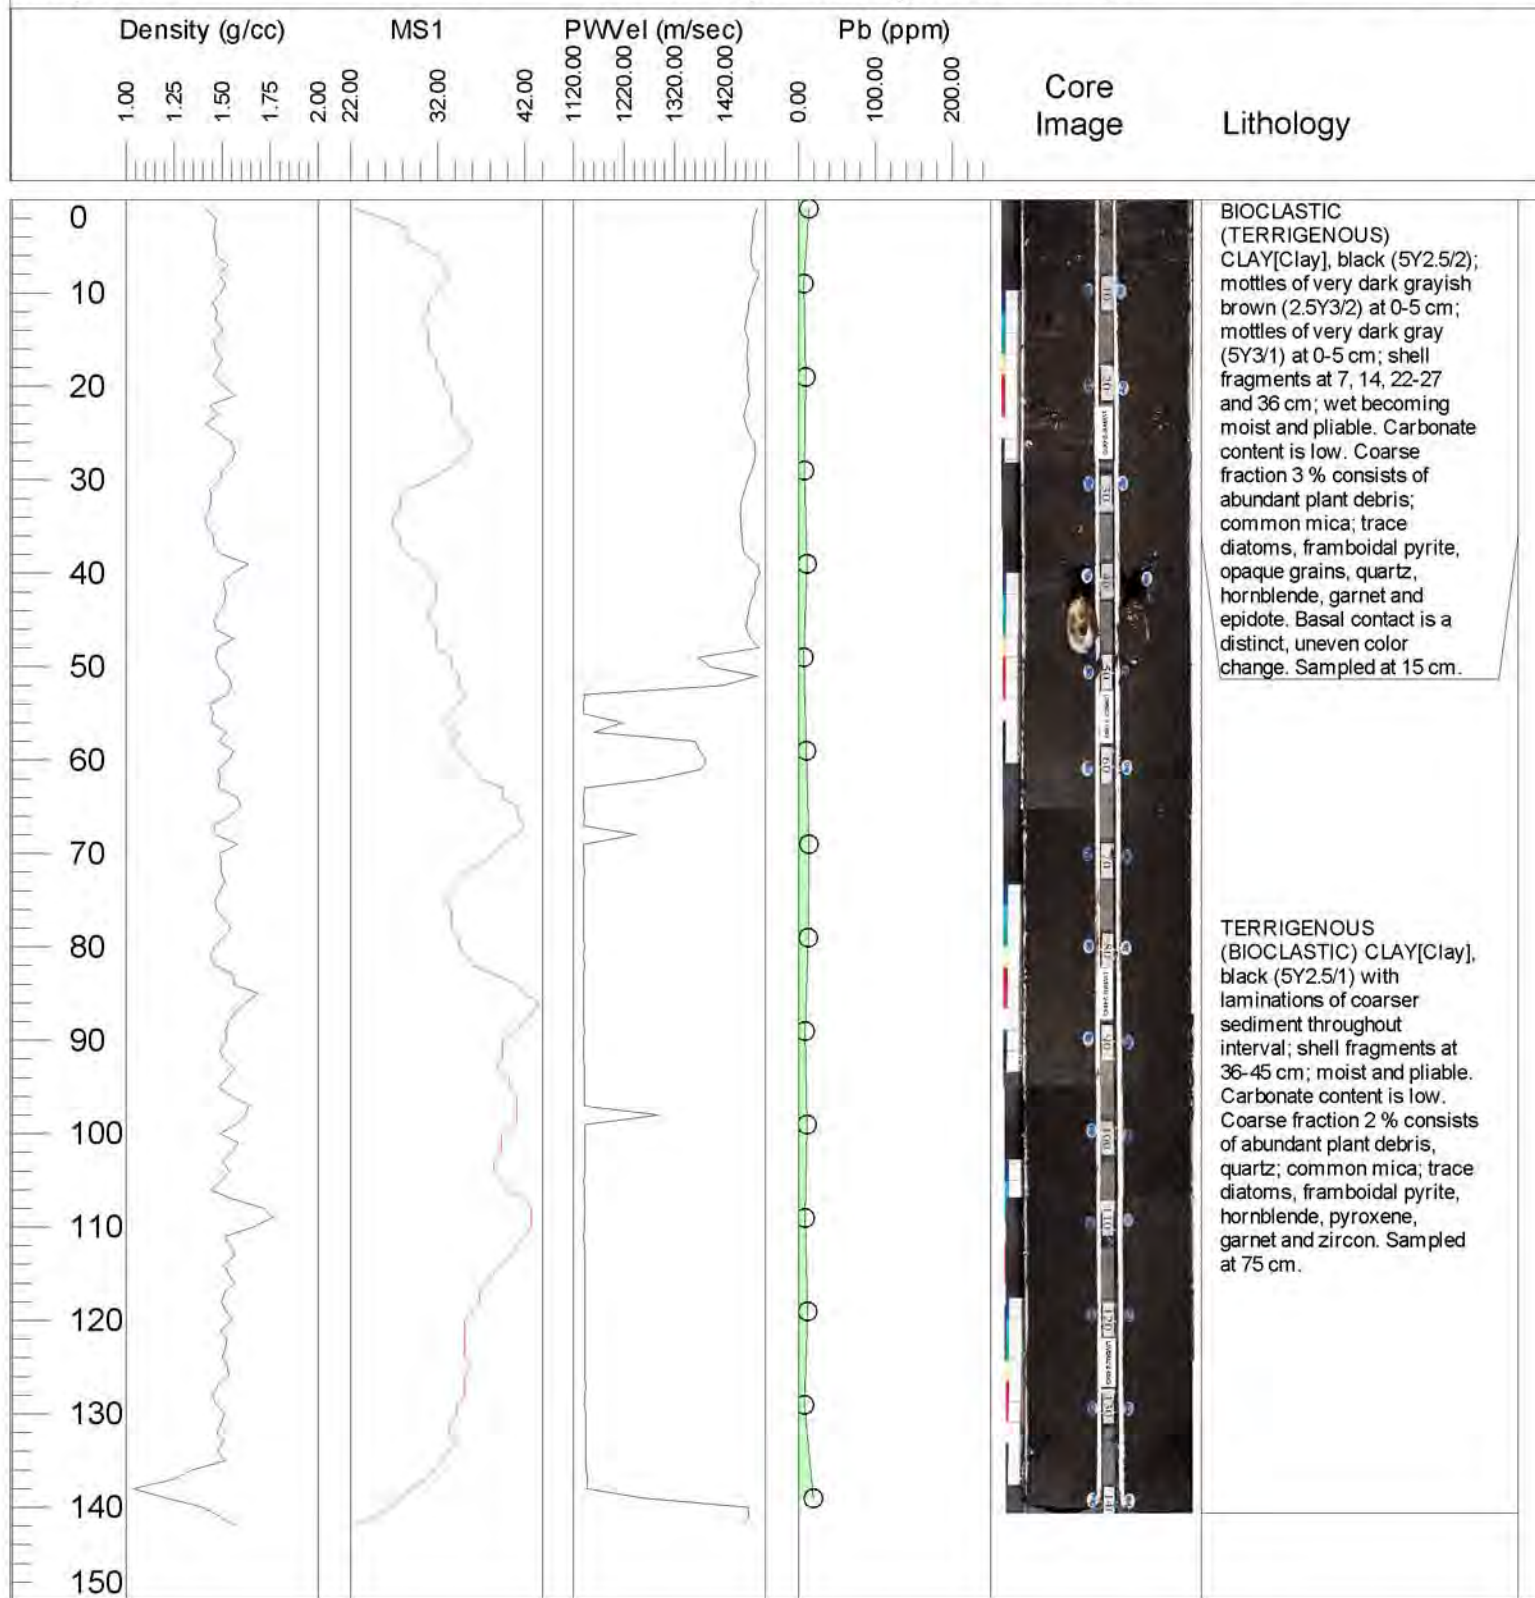 Density (g/cc)
MS1
PWVel (m/sec)
Pb (ppm)
Core
Image
Lithology
1.00
1.25
1.50
1.75
2.00
22.00
32.00
42.00
1120.00
1220.00
1320.00
1420.00
0.00
100.00
200.00
0
10
20
30
40
50
60
70
80
90
100
110
120
130
140
150
BIOCLASTIC
(TERRIGENOUS)
CLAY[Clay], black (5Y2.5/2);
mottles of very dark grayish
brown (2.5Y3/2) at 0-5 cm;
mottles of very dark gray
(5Y3/1) at 0-5 cm; shell
fragments at 7, 14, 22-27
and 36 cm; wet becoming
moist and pliable. Carbonate
content is low. Coarse
fraction 3 % consists of
abundant plant debris;
common mica; trace
diatoms, framboidal pyrite,
opaque grains, quartz,
hornblende, garnet and
epidote. Basal contact is a
distinct, uneven color
change. Sampled at 15 cm.
TERRIGENOUS
(BIOCLASTIC) CLAY[Clay],
black (5Y2.5/1) with
laminations of coarser
sediment throughout
interval; shell fragments at
36-45 cm; moist and pliable.
Carbonate content is low.
Coarse fraction 2 % consists
of abundant plant debris,
quartz; common mica; trace
diatoms, framboidal pyrite,
hornblende, pyroxene,
garnet and zircon. Sampled
at 75 cm.